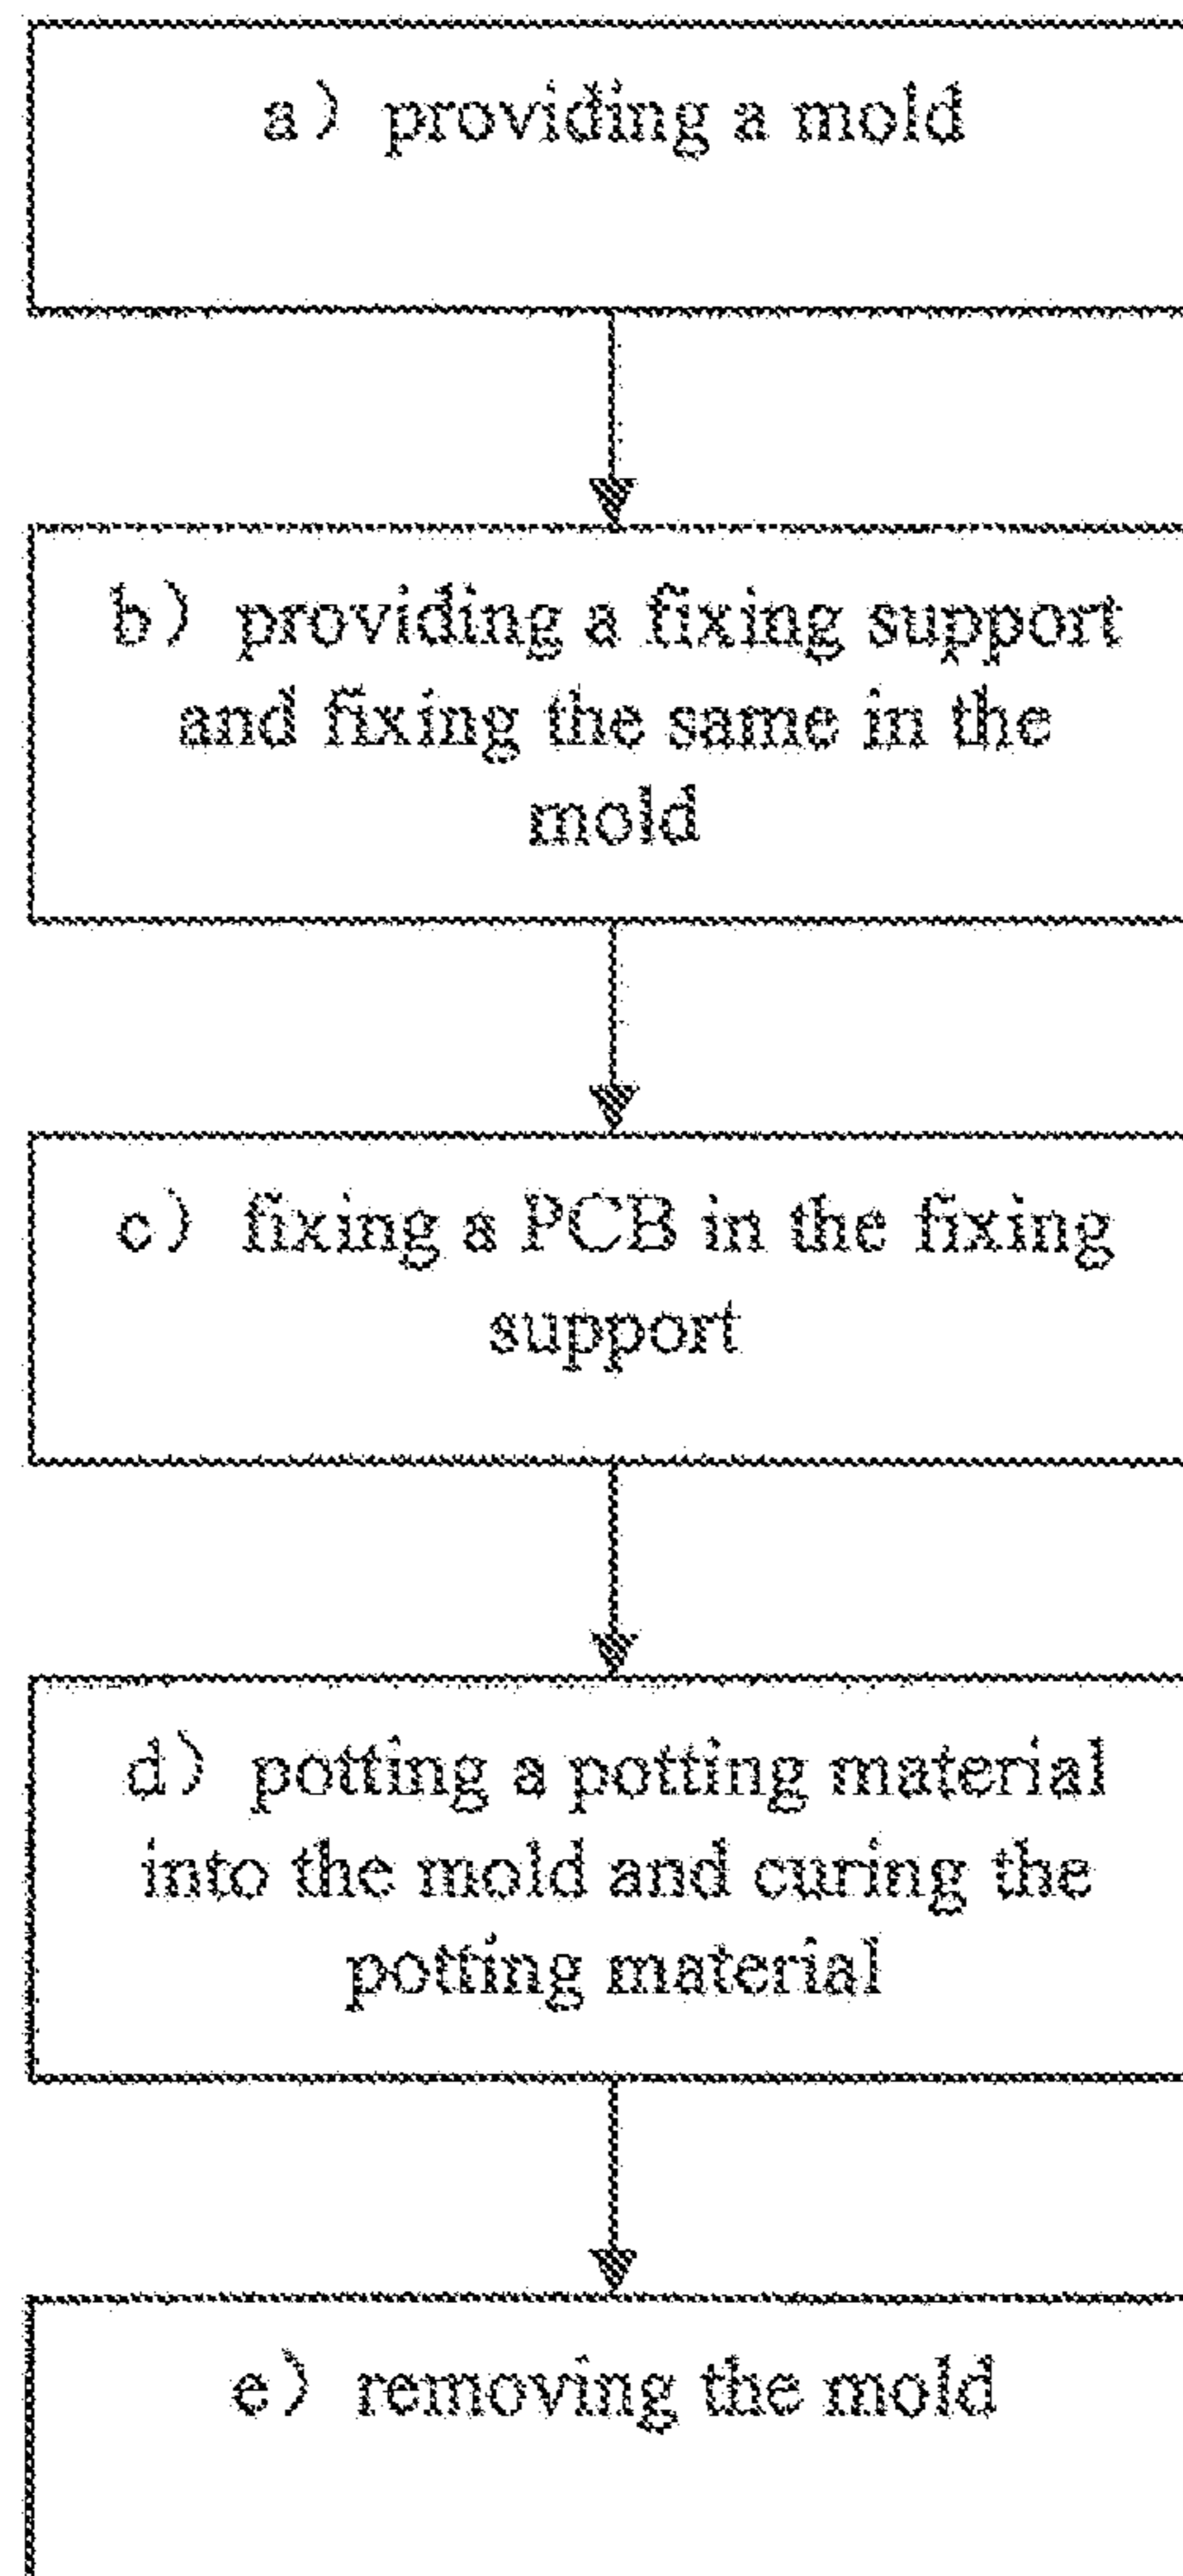 a) providing a mold
b) providing a fixing support
and fixing the same in the
mold
c) fixing a PCB in the fixing
support
d) potting a potting material
into the mold and curing the
potting material
e) removing the mold